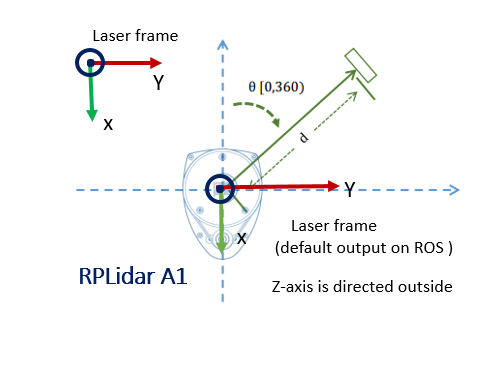 Laser frame
Y
x
θ [0,360)
d
Y
x
Laser frame
(default output on ROS )
RPLidar A1
Z-axis is directed outside